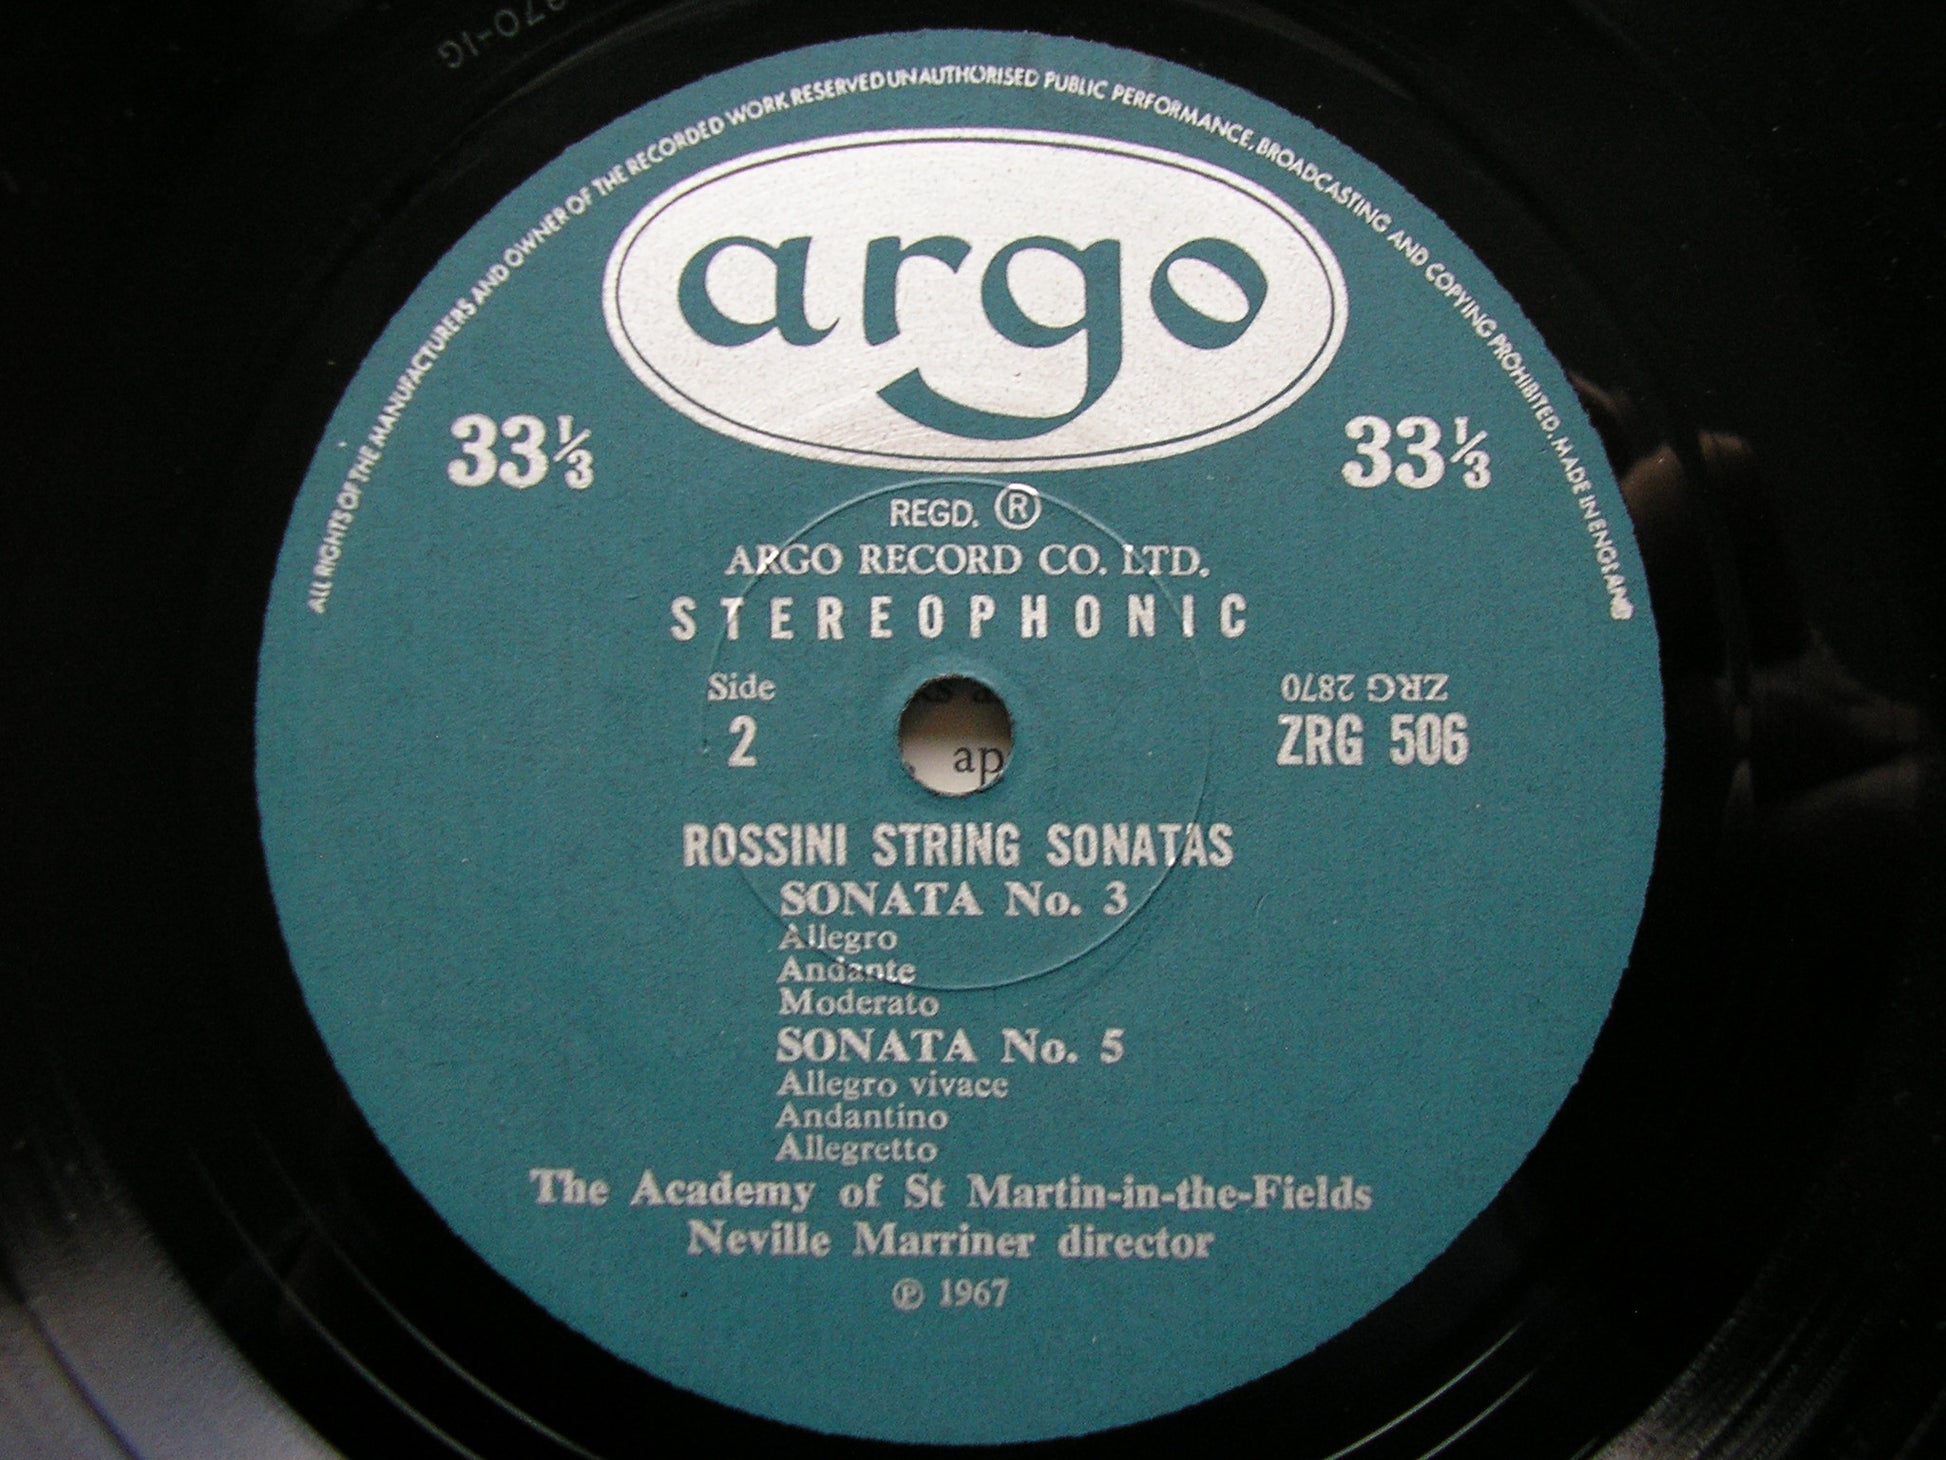 ALL RIGHTS OF THE MANUFACTURERS AND OWNER OF THE RECORDED WORK RESERVED UNAUTHORISED PUBLIC PERFORMANCE, BROADCASTING AND COPYING PROHIBITED. MADE IN ENGLAND
argo
33⅓ 33⅓
REGD. ®
ARGO RECORD CO. LTD.
STEREOPHONIC
Side ZRG 2870
2 ZRG 506
ap
ROSSINI STRING SONATAS
SONATA No. 3
Allegro
Andante
Moderato
SONATA No. 5
Allegro vivace
Andantino
Allegretto
The Academy of St Martin-in-the-Fields
Neville Marriner director
℗ 1967